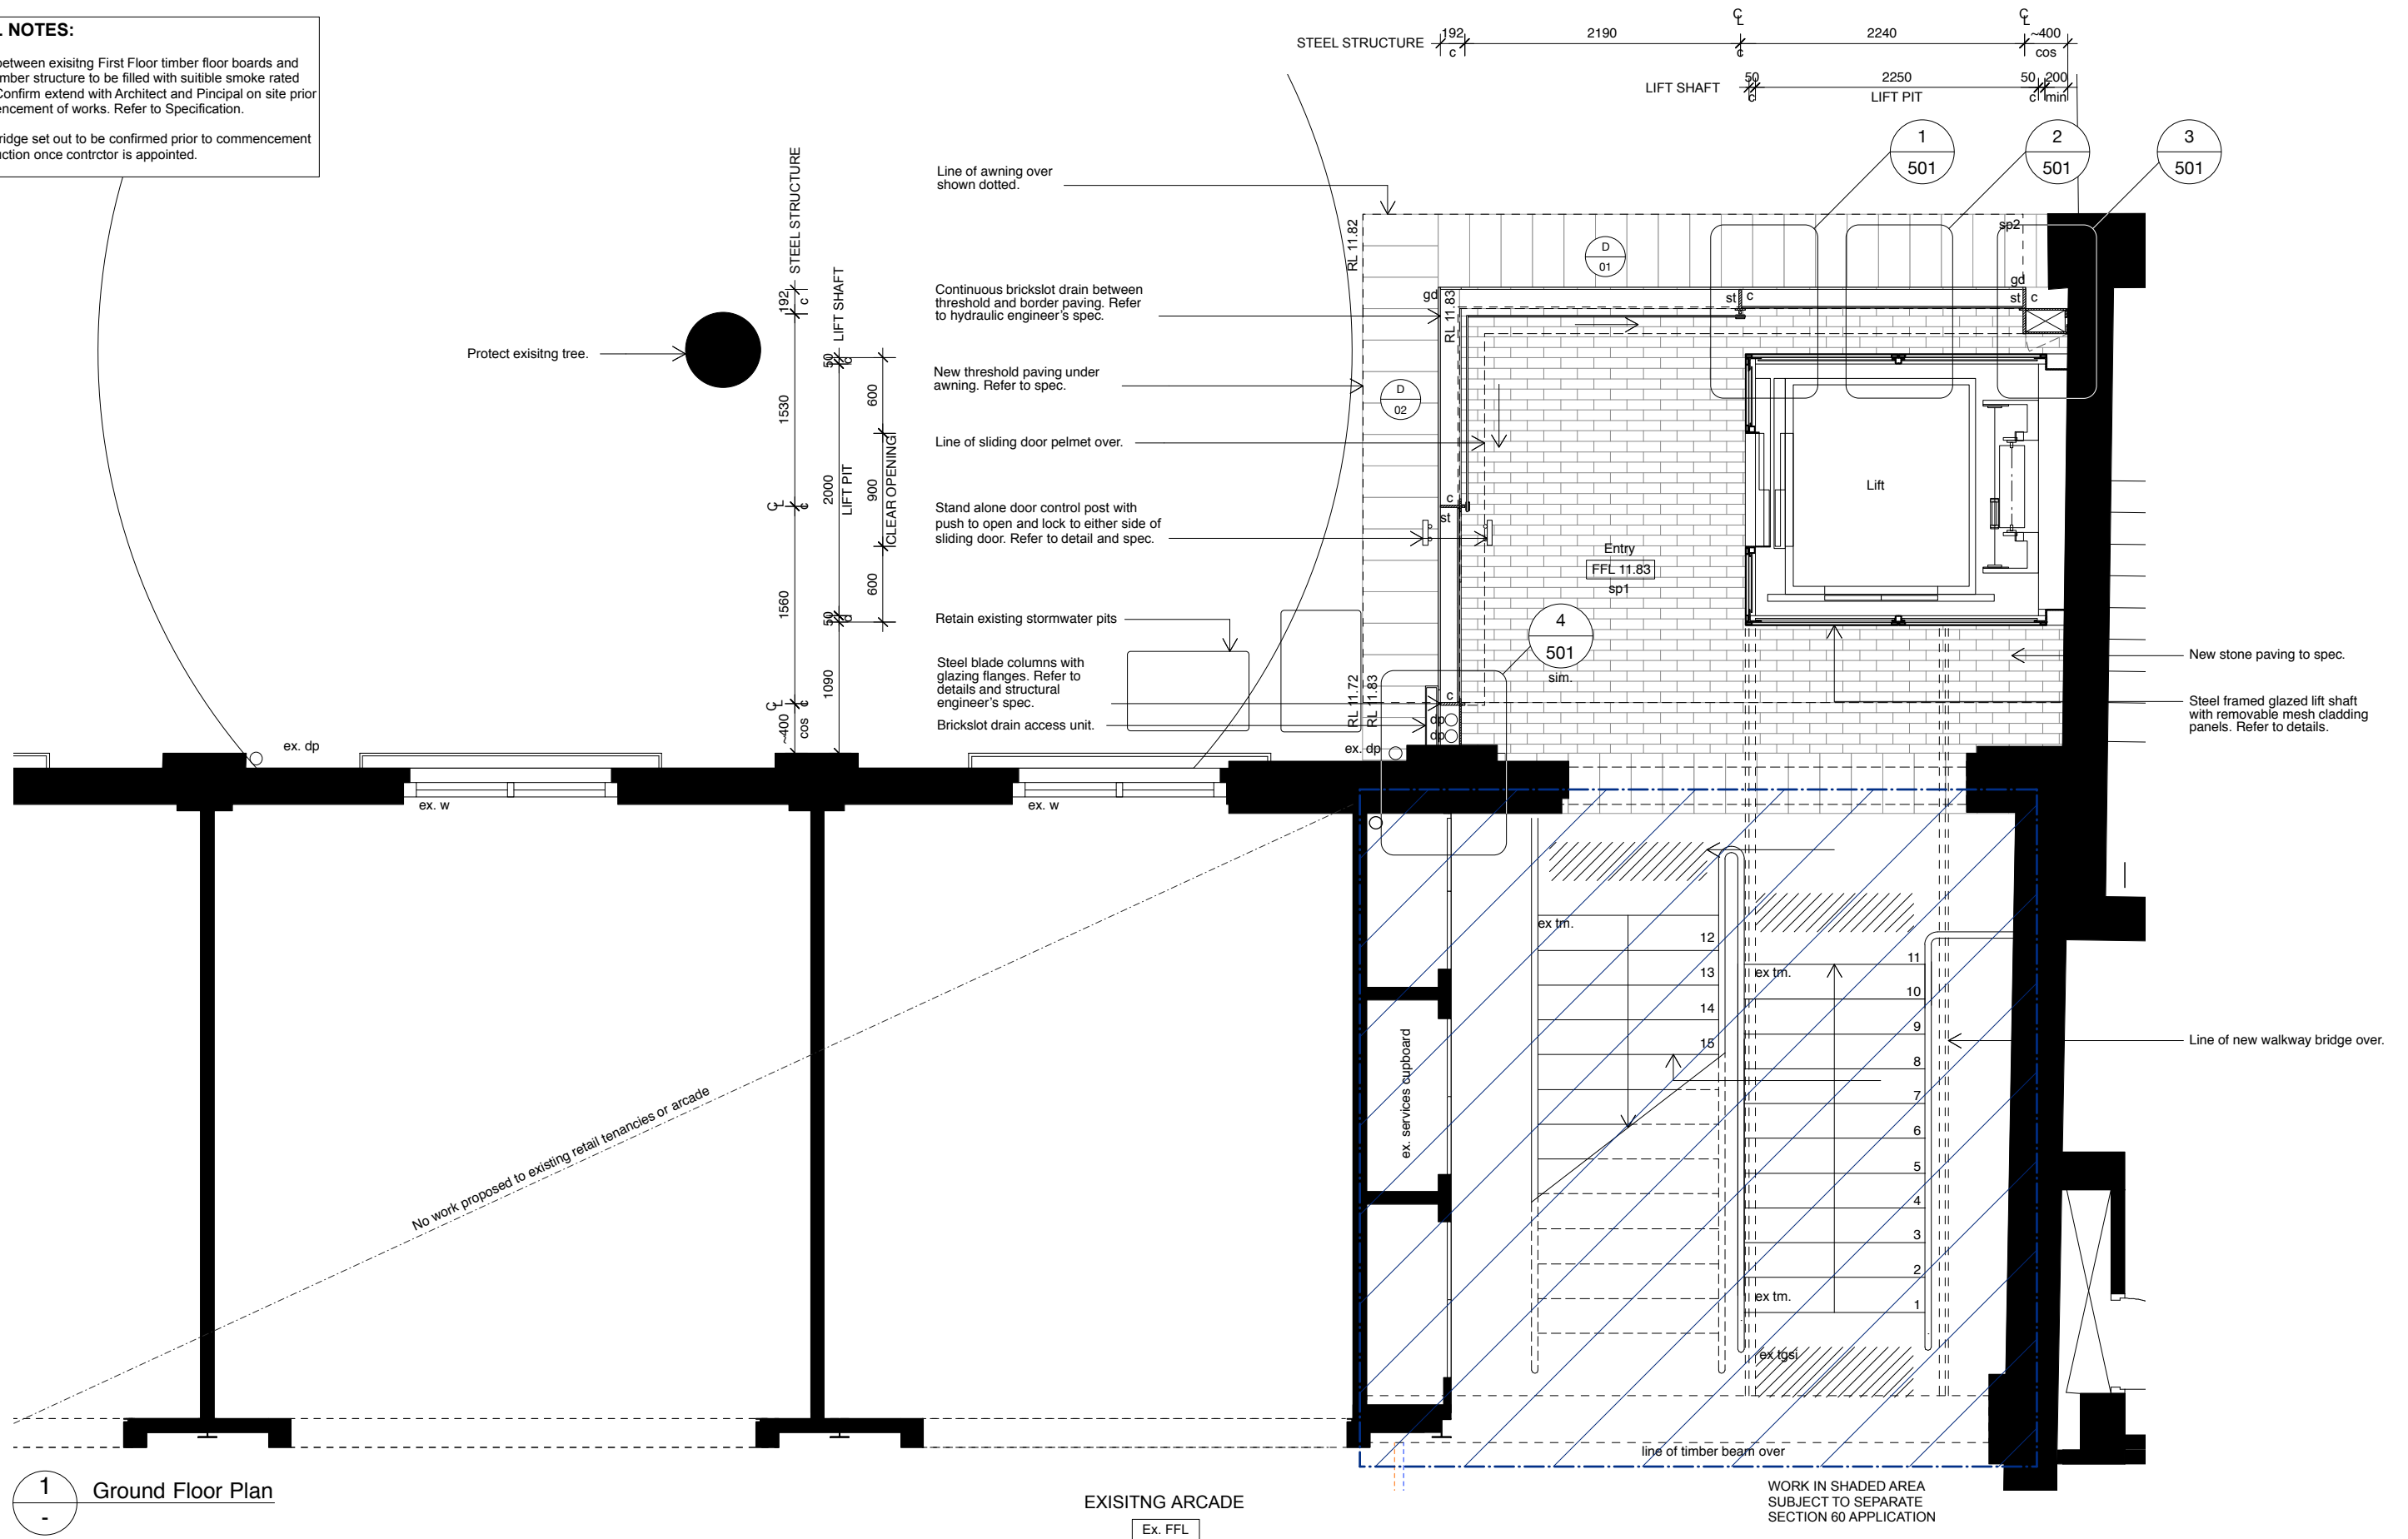 L NOTES:
between exisitng First Floor timber floor boards and
mber structure to be filled with suitible smoke rated
Confirm extend with Architect and Pincipal on site prior
encement of works. Refer to Specification.
ridge set out to be confirmed prior to commencement
uction once contrctor is appointed.
STEEL STRUCTURE
192
c
2190
C L
c
2240
C L
~400
cos
LIFT SHAFT
50
c
2250
LIFT PIT
50
c
200
min
1
501
2
501
3
501
Line of awning over
shown dotted.
Continuous brickslot drain between
threshold and border paving. Refer
to hydraulic engineer's spec.
New threshold paving under
awning. Refer to spec.
Line of sliding door pelmet over.
Stand alone door control post with
push to open and lock to either side of
sliding door. Refer to detail and spec.
Retain existing stormwater pits
Steel blade columns with
glazing flanges. Refer to
details and structural
engineer's spec.
Brickslot drain access unit.
Protect exisitng tree.
STEEL STRUCTURE
192
c
1530
C L
c
1560
C L
c
~400
cos
LIFT SHAFT
50
c
2000
LIFT PIT
50
c
1090
600
900
CLEAR OPENING
600
RL 11.82
RL 11.83
D
01
D
02
sp2
gd
gd
st
c
st
c
c
st
Lift
Entry
FFL 11.83
sp1
4
501
sim.
RL 11.72
RL 11.83
c
dp
dp
ex. dp
ex. dp
New stone paving to spec.
Steel framed glazed lift shaft
with removable mesh cladding
panels. Refer to details.
ex. w
ex. w
ex tm.
12
13
14
15
ex tm.
11
10
9
8
7
6
5
4
3
2
1
ex tm.
ex tgsi
ex. services cupboard
Line of new walkway bridge over.
No work proposed to existing retail tenancies or arcade
line of timber beam over
1
-
Ground Floor Plan
EXISITNG ARCADE
Ex. FFL
WORK IN SHADED AREA
SUBJECT TO SEPARATE
SECTION 60 APPLICATION